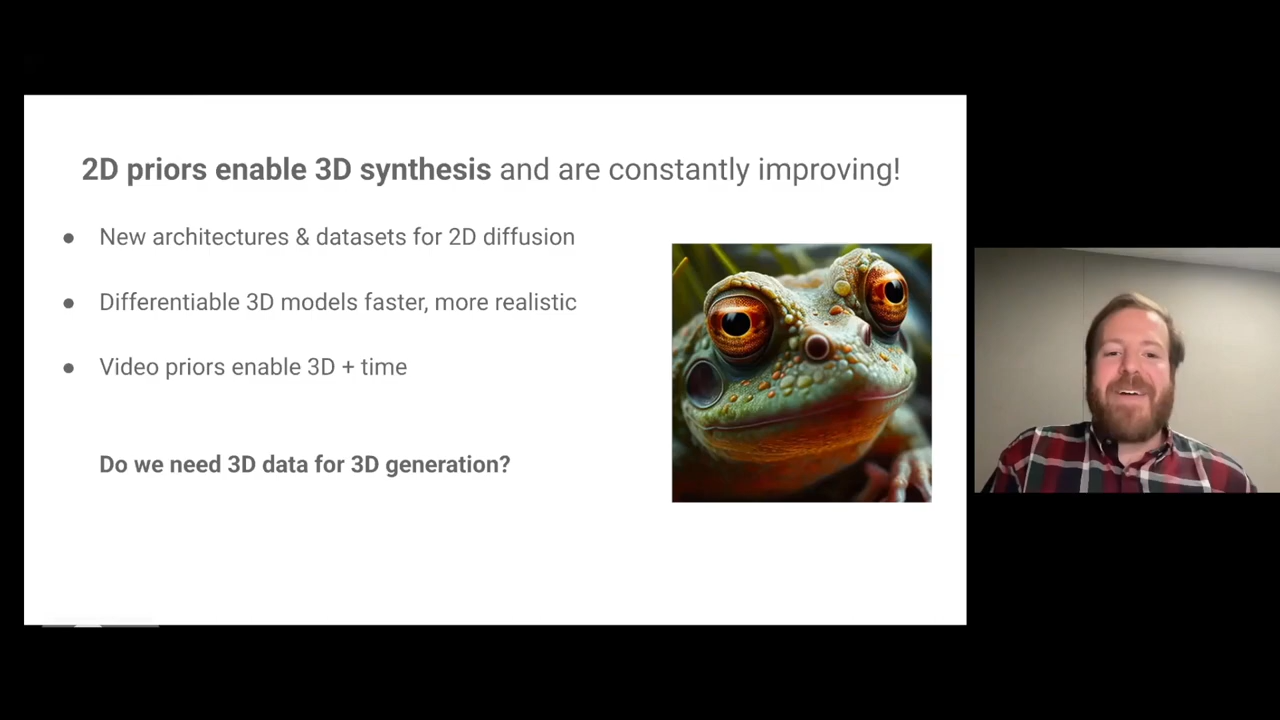 2D priors enable 3D synthesis and are constantly improving!
● New architectures & datasets for 2D diffusion
● Differentiable 3D models faster, more realistic
● Video priors enable 3D + time
Do we need 3D data for 3D generation?